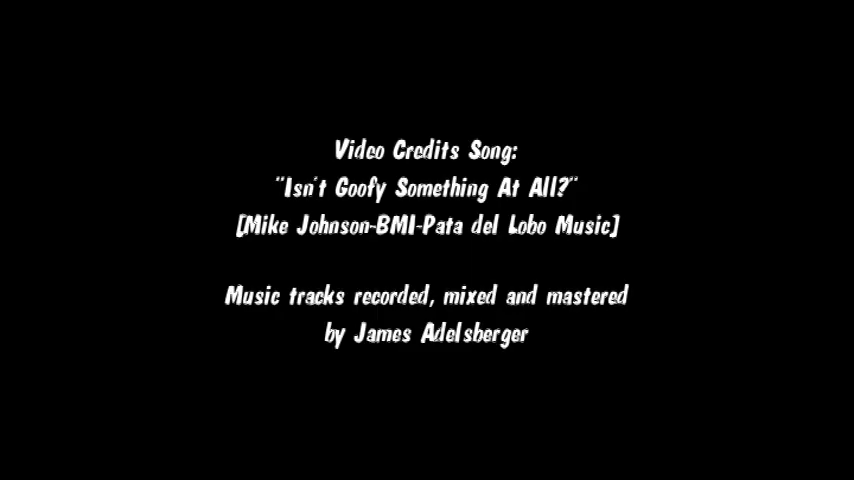 Video Credits Song:
"Isn't Goofy Something At All?"
[Mike Johnson-BMI-Pata del Lobo Music]
Music tracks recorded, mixed and mastered
by James Adelsberger